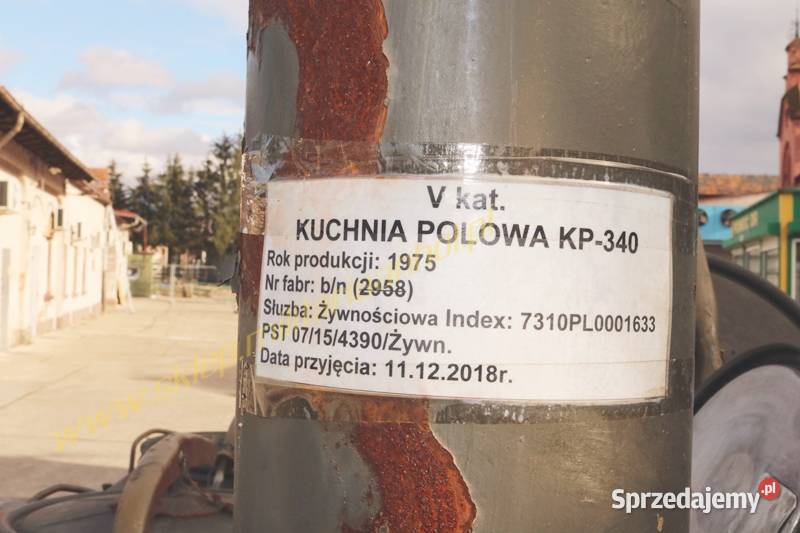 V kat.
KUCHNIA POLOWA KP-340
Rok produkcji: 1975
Nr fabr: b/n (2958)
Służba: Żywnościowa Index: 7310PL0001633
PST 07/15/4390/Żywn.
Data przyjęcia: 11.12.2018r.
Sprzedajemy.pl